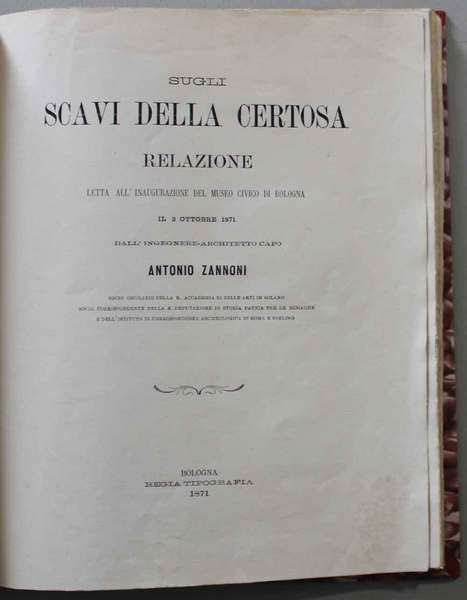 SUGLI
SCAVI DELLA CERTOSA
RELAZIONE
LETTA ALL' INAUGURAZIONE DEL MUSEO CIVICO DI BOLOGNA
IL 2 OTTOBRE 1871
DALL' INGEGNERE-ARCHITETTO CAPO
ANTONIO ZANNONI
SOCIO ONORARIO DELLA R. ACCADEMIA DI BELLE ARTI IN MILANO
SOCIO CORRISPONDENTE DELLA R. DEPUTAZIONE DI STORIA PATRIA PER LE ROMAGNE
E DELL' ISTITUTO DI CORRISPONDENZA ARCHEOLOGICA DI ROMA E BERLINO
BOLOGNA
REGIA TIPOGRAFIA
1871